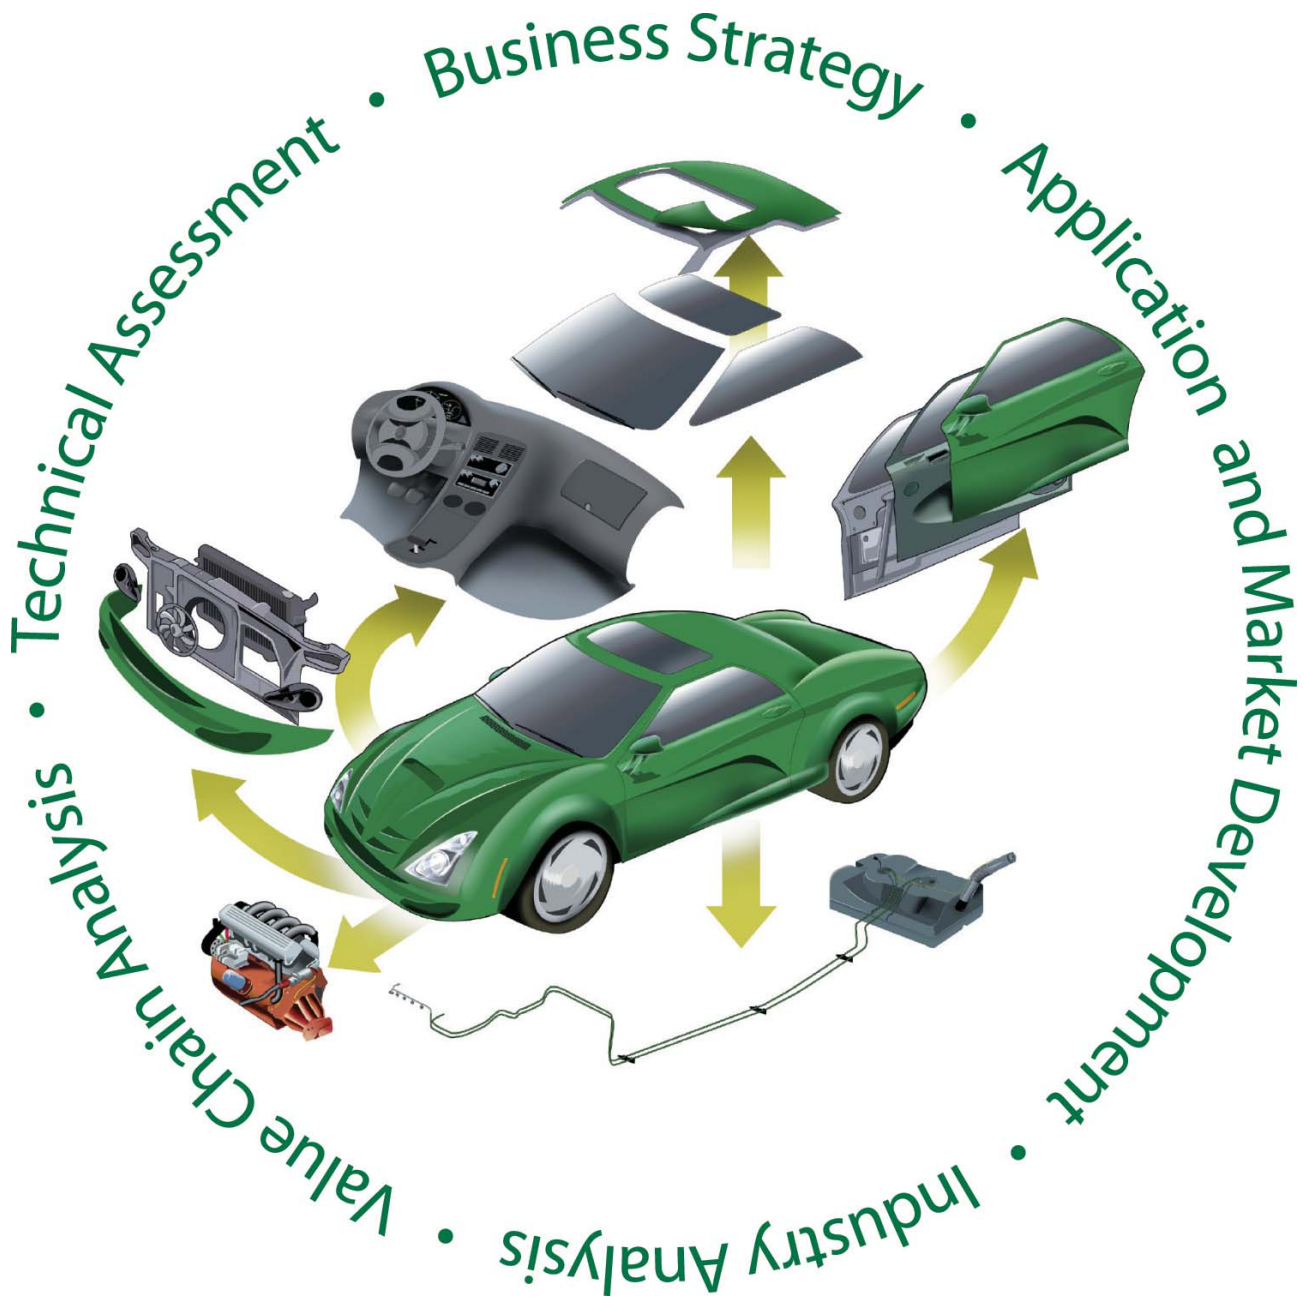 Business Strategy
•
Application and Market Development
•
Industry Analysis
•
Value Chain Analysis
•
Technical Assessment
•